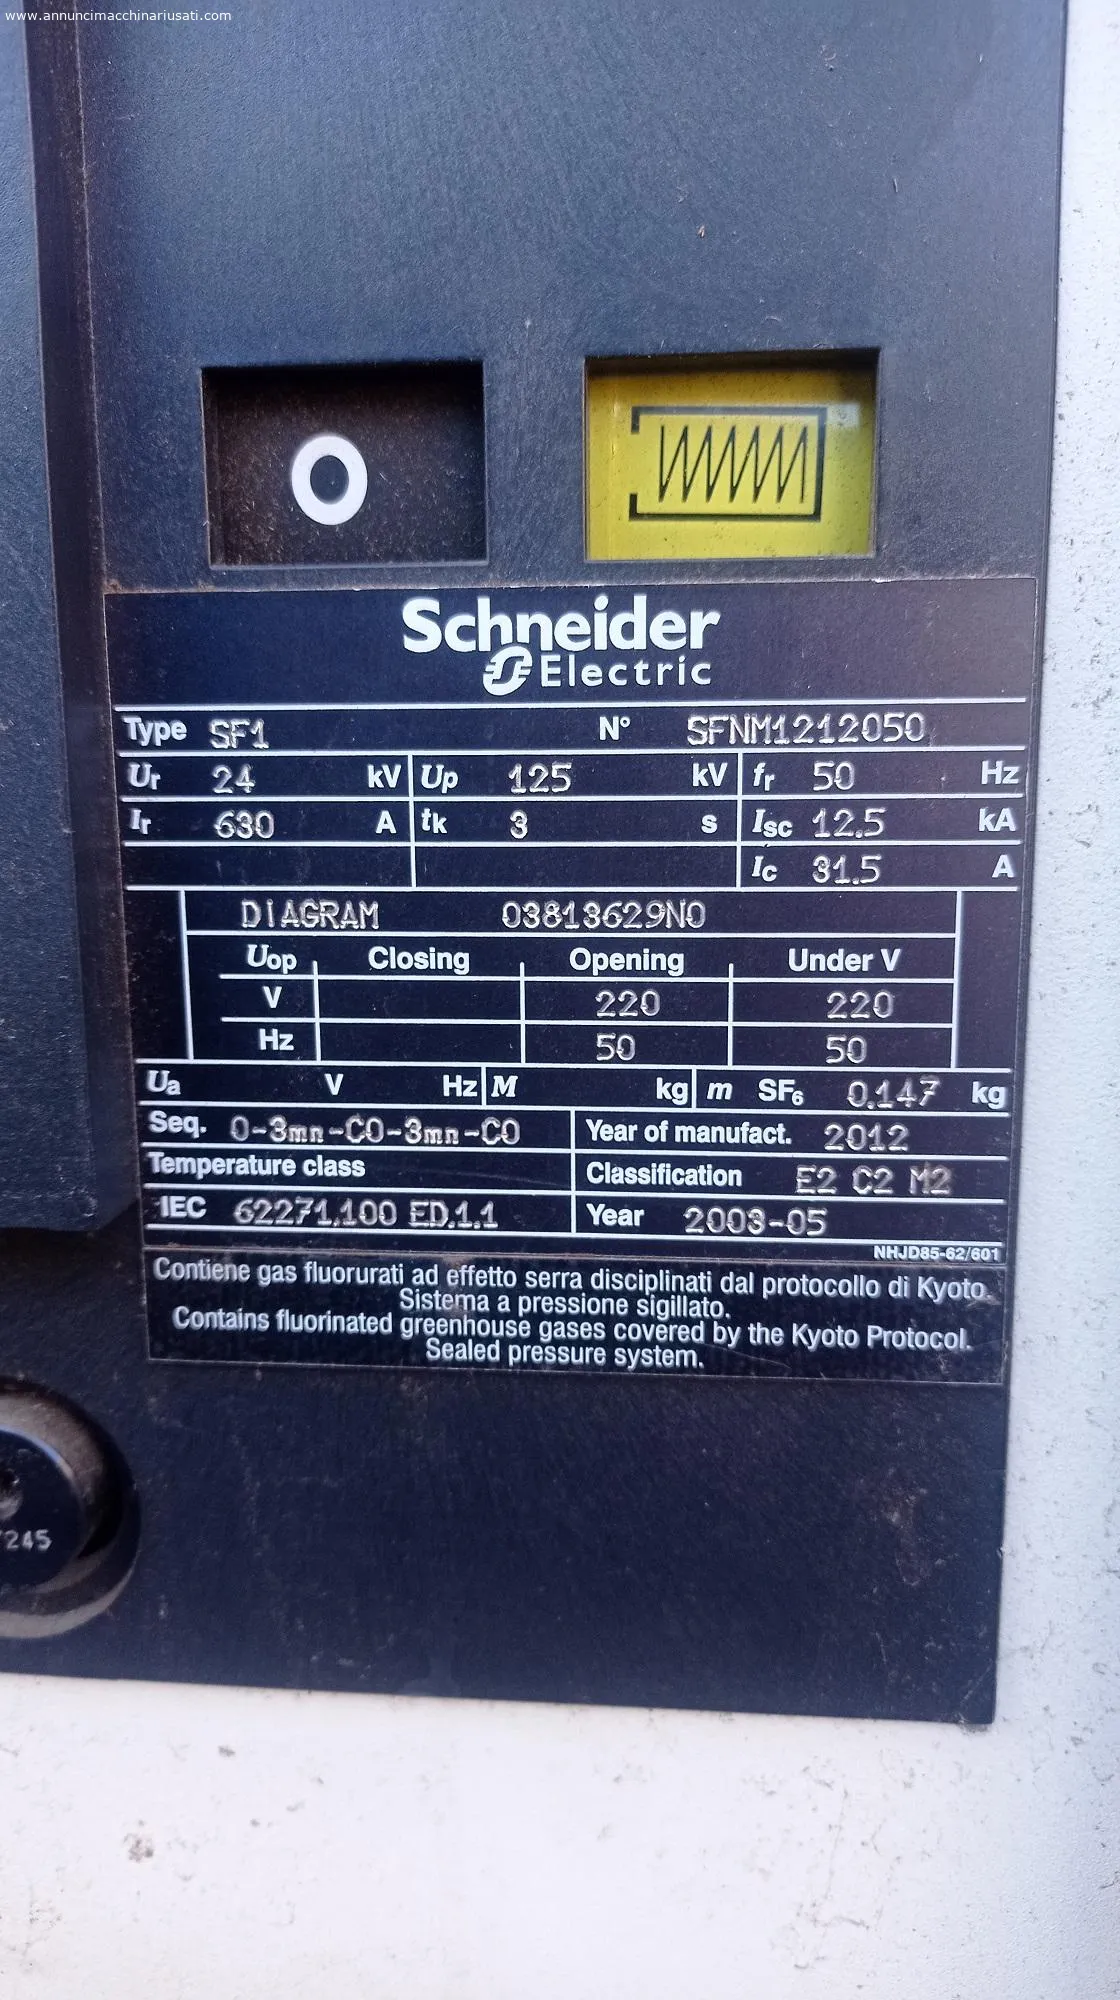 www.annuncimacchinariusati.com
O
Schneider
Electric
Type SF1 N° SFNM1212050
Ur 24 kV Up 125 kV fr 50 Hz
Ir 630 A tk 3 s Isc 12.5 kA
Ic 31.5 A
DIAGRAM 03813629N0
Uop Closing Opening Under V
V 220 220
Hz 50 50
Ua V Hz M kg m SF6 0.147 kg
Seq. O-3mn-CO-3mn-CO Year of manufact. 2012
Temperature class Classification E2 C2 M2
IEC 62271.100 ED.1.1 Year 2003-05
NHJD85-62/601
Contiene gas fluorurati ad effetto serra disciplinati dal protocollo di Kyoto.
Sistema a pressione sigillato.
Contains fluorinated greenhouse gases covered by the Kyoto Protocol.
Sealed pressure system.
245